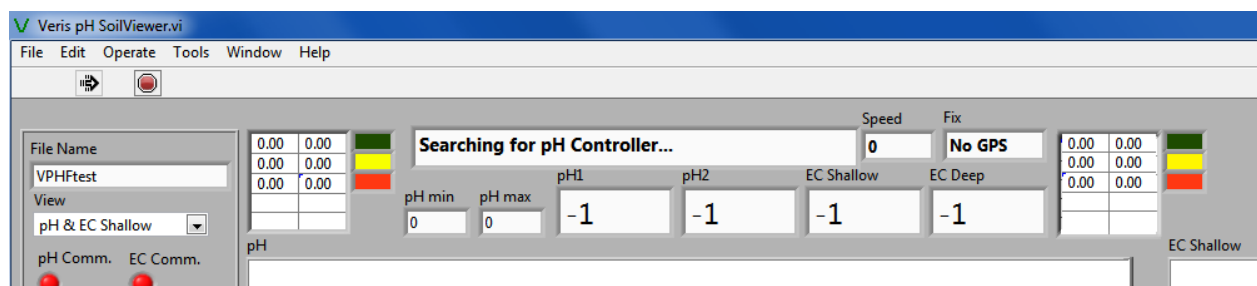 Veris pH SoilViewer.vi
File Edit Operate Tools Window Help
File Name
VPHFtest
View
pH & EC Shallow
pH Comm. EC Comm.
0.00 0.00
0.00 0.00
0.00 0.00
Searching for pH Controller...
Speed
0
Fix
No GPS
pH min
0
pH max
0
pH1
-1
pH2
-1
EC Shallow
-1
EC Deep
-1
0.00 0.00
0.00 0.00
0.00 0.00
pH
EC Shallow